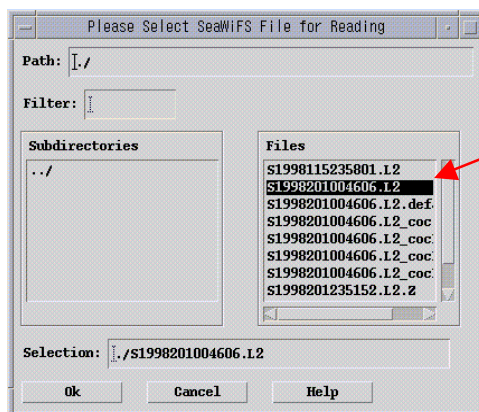 Please Select SeaWiFS File for Reading
Path: ./
Filter:
Subdirectories
../
Files
S1998115235801.L2
S1998201004606.L2
S1998201004606.L2.def
S1998201004606.L2_coc
S1998201004606.L2_coc
S1998201004606.L2_coc
S1998201004606.L2_coc
S1998201235152.L2.Z
Selection: ./S1998201004606.L2
Ok
Cancel
Help